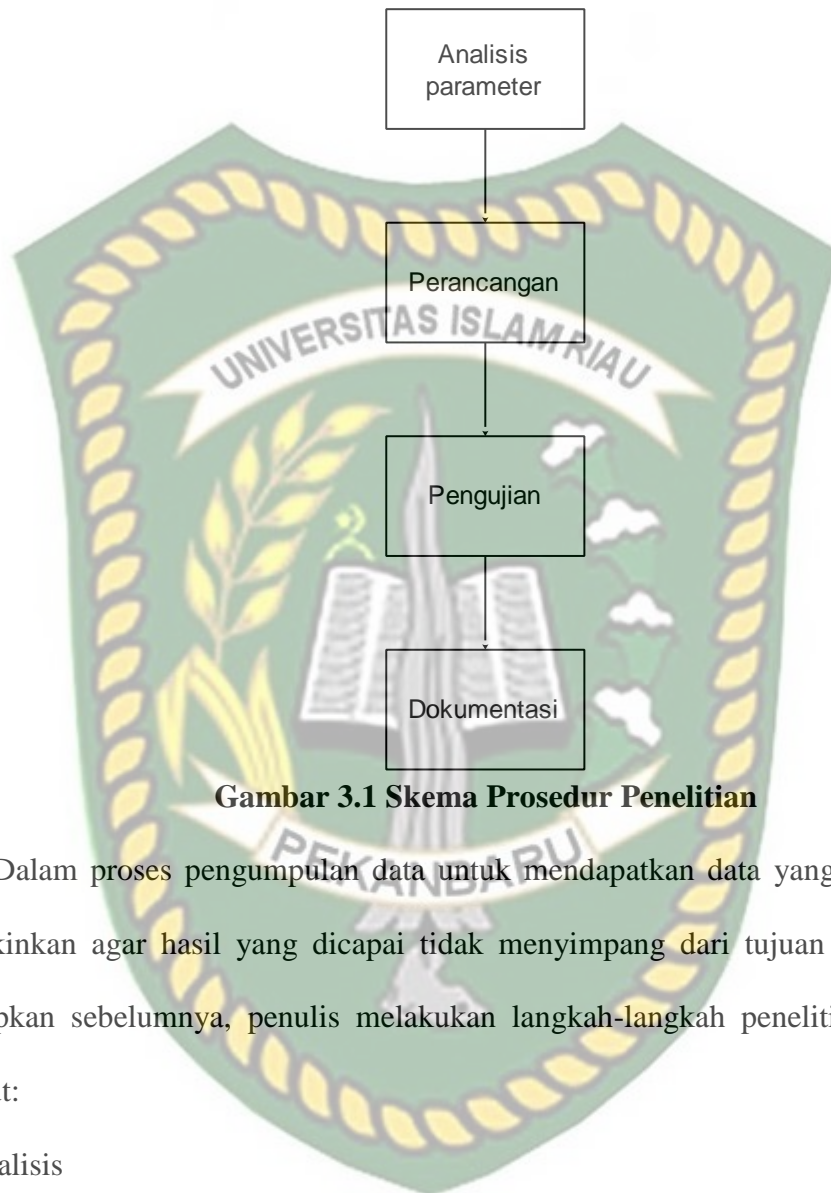 Analisis
parameter
Perancangan
UNIVERSITAS ISLAM RIAU
Pengujian
Dokumentasi
Gambar 3.1 Skema Prosedur Penelitian
PEKANBARU
Dalam proses pengumpulan data untuk mendapatkan data yang
kinkan agar hasil yang dicapai tidak menyimpang dari tujuan
pkan sebelumnya, penulis melakukan langkah-langkah
t:
alisis